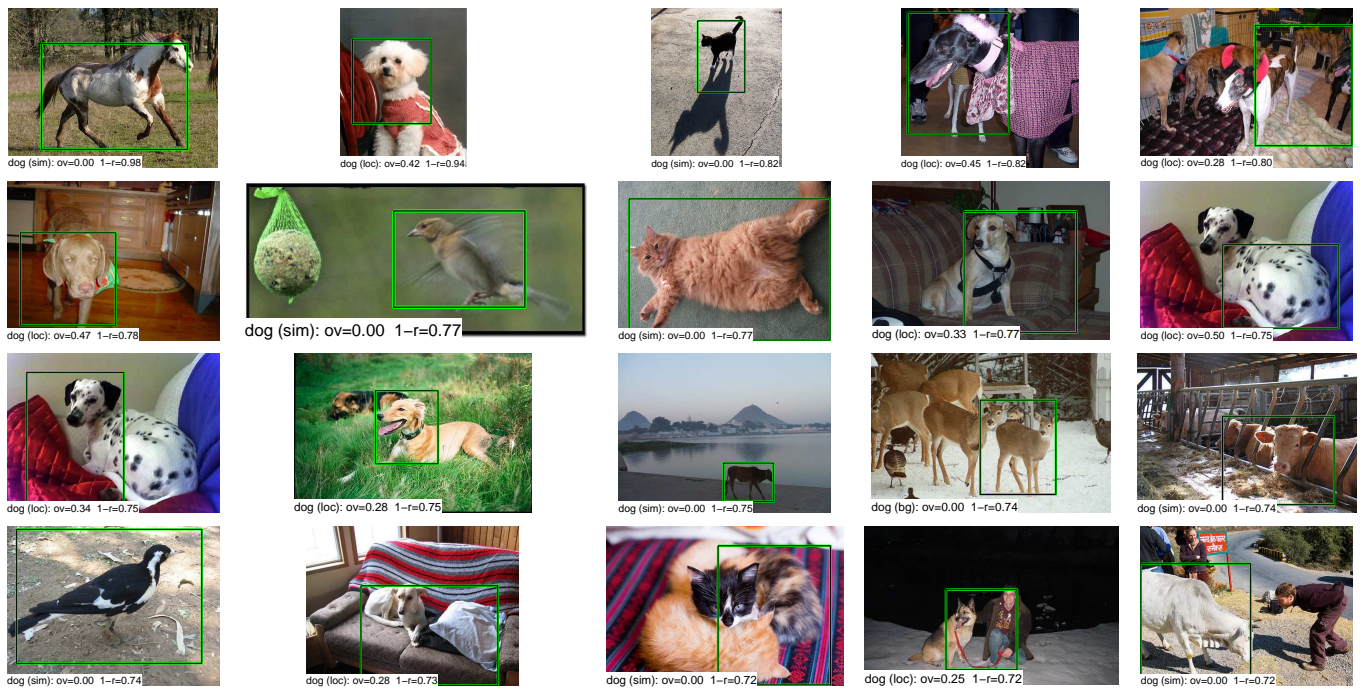 dog (sim): ov=0.00 1−r=0.98
dog (loc): ov=0.42 1−r=0.94
dog (sim): ov=0.00 1−r=0.82
dog (loc): ov=0.45 1−r=0.82
dog (loc): ov=0.28 1−r=0.80
dog (loc): ov=0.47 1−r=0.78
dog (sim): ov=0.00 1−r=0.77
dog (sim): ov=0.00 1−r=0.77
dog (loc): ov=0.33 1−r=0.77
dog (loc): ov=0.50 1−r=0.75
dog (loc): ov=0.34 1−r=0.75
dog (loc): ov=0.28 1−r=0.75
dog (sim): ov=0.00 1−r=0.75
dog (bg): ov=0.00 1−r=0.74
dog (sim): ov=0.00 1−r=0.74
dog (sim): ov=0.00 1−r=0.74
dog (loc): ov=0.28 1−r=0.73
dog (sim): ov=0.00 1−r=0.72
dog (loc): ov=0.25 1−r=0.72
dog (sim): ov=0.00 1−r=0.72